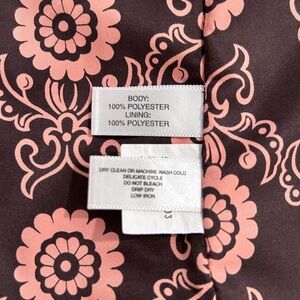 BODY:
100% POLYESTER
LINING:
100% POLYESTER
DRY CLEAN OR MACHINE WASH COLD
DELICATE CYCLE
DO NOT BLEACH
DRIP DRY
LOW IRON